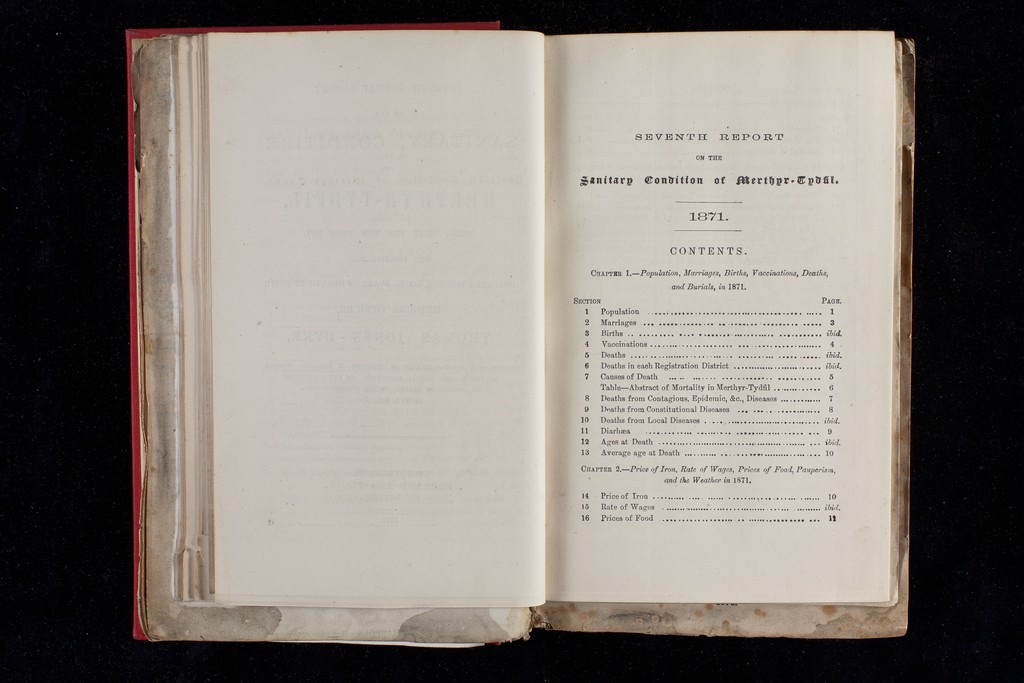 SEVENTH REPORT
ON THE
Sanitary Condition of Merthyr-Tydfil.
1871.
CONTENTS.
CHAPTER 1.—Population, Marriages, Births, Vaccinations, Deaths,
and Burials, in 1871.
SECTION PAGE.
1 Population ........ 1
2 Marriages ........ 3
3 Births ........ ibid.
4 Vaccinations ........ 4
5 Deaths ........ ibid.
6 Deaths in each Registration District ........ ibid.
7 Causes of Death ........ 5
Table—Abstract of Mortality in Merthyr-Tydfil ........ 6
8 Deaths from Contagious, Epidemic, &c., Diseases ........ 7
9 Deaths from Constitutional Diseases ........ 8
10 Deaths from Local Diseases ........ ibid.
11 Diarhæa ........ 9
12 Ages at Death ........ ibid.
13 Average age at Death ........ 10
CHAPTER 2.—Price of Iron, Rate of Wages, Prices of Food, Pauperism,
and the Weather in 1871.
14 Price of Iron ........ 10
15 Rate of Wages ........ ibid.
16 Prices of Food ........ 11